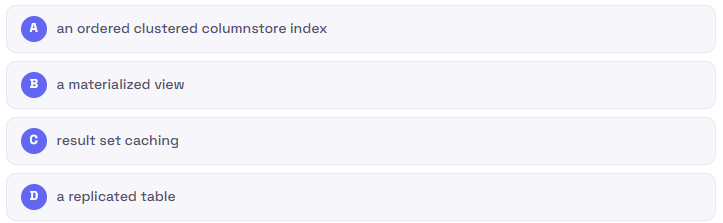 A an ordered clustered columnstore index
B a materialized view
C result set caching
D a replicated table